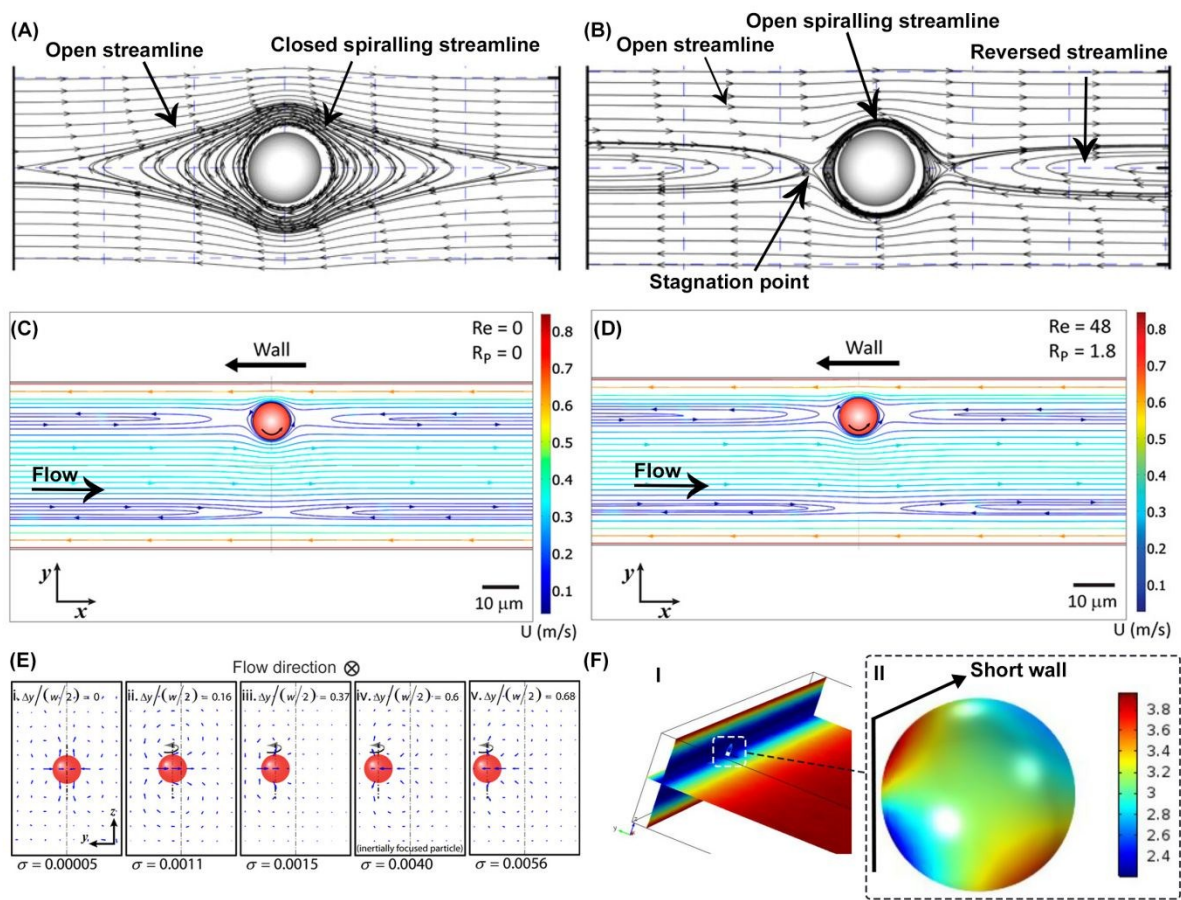 (A)
Open streamline
Closed spiralling streamline
(B)
Open streamline
Open spiralling streamline
Reversed streamline
Stagnation point
(C)
Re = 0
R_P = 0
Wall
Flow
y
x
10 μm
0.8
0.7
0.6
0.5
0.4
0.3
0.2
0.1
U (m/s)
(D)
Re = 48
R_P = 1.8
Wall
Flow
y
x
10 μm
0.8
0.7
0.6
0.5
0.4
0.3
0.2
0.1
U (m/s)
(E)
Flow direction ⊗
i. Δy/(w/2) = 0
ii. Δy/(w/2) = 0.16
iii. Δy/(w/2) = 0.37
iv. Δy/(w/2) = 0.6
v. Δy/(w/2) = 0.68
z
y
(inertially focused particle)
σ = 0.00005
σ = 0.0011
σ = 0.0015
σ = 0.0040
σ = 0.0056
(F)
I
y
II
Short wall
3.8
3.6
3.4
3.2
3
2.8
2.6
2.4